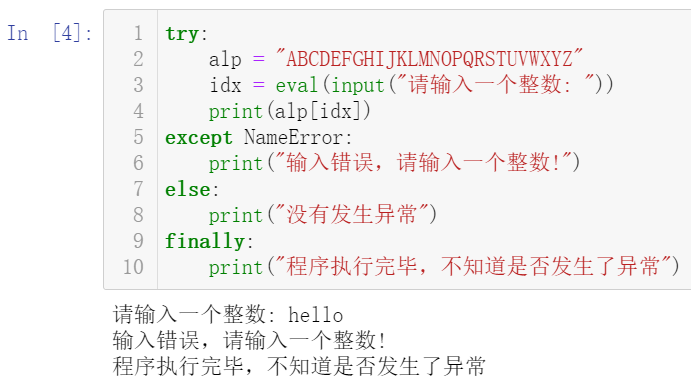 In [4]:
1 try:
2     alp = "ABCDEFGHIJKLMNOPQRSTUVWXYZ"
3     idx = eval(input("请输入一个整数: "))
4     print(alp[idx])
5 except NameError:
6     print("输入错误，请输入一个整数!")
7 else:
8     print("没有发生异常")
9 finally:
10     print("程序执行完毕，不知道是否发生了异常")
请输入一个整数: hello
输入错误，请输入一个整数!
程序执行完毕，不知道是否发生了异常